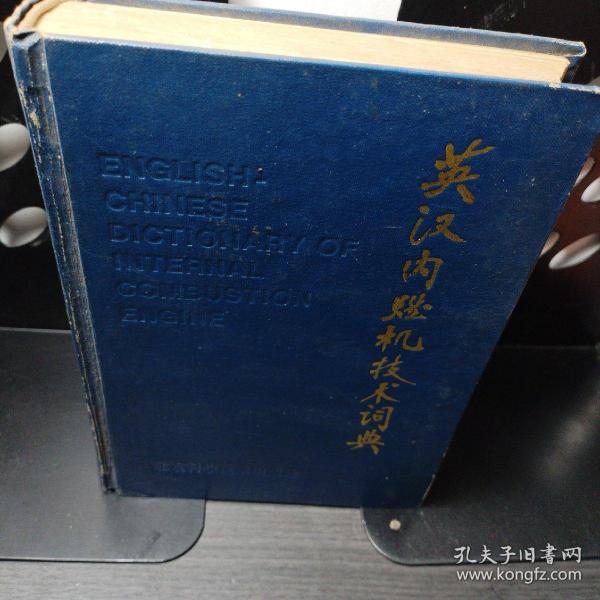 ENGLISH-
CHINESE
DICTIONARY OF
INTERNAL
COMBUSTION
ENGINE
英汉内燃机技术词典
孔夫子旧书网
www.kongfz.com